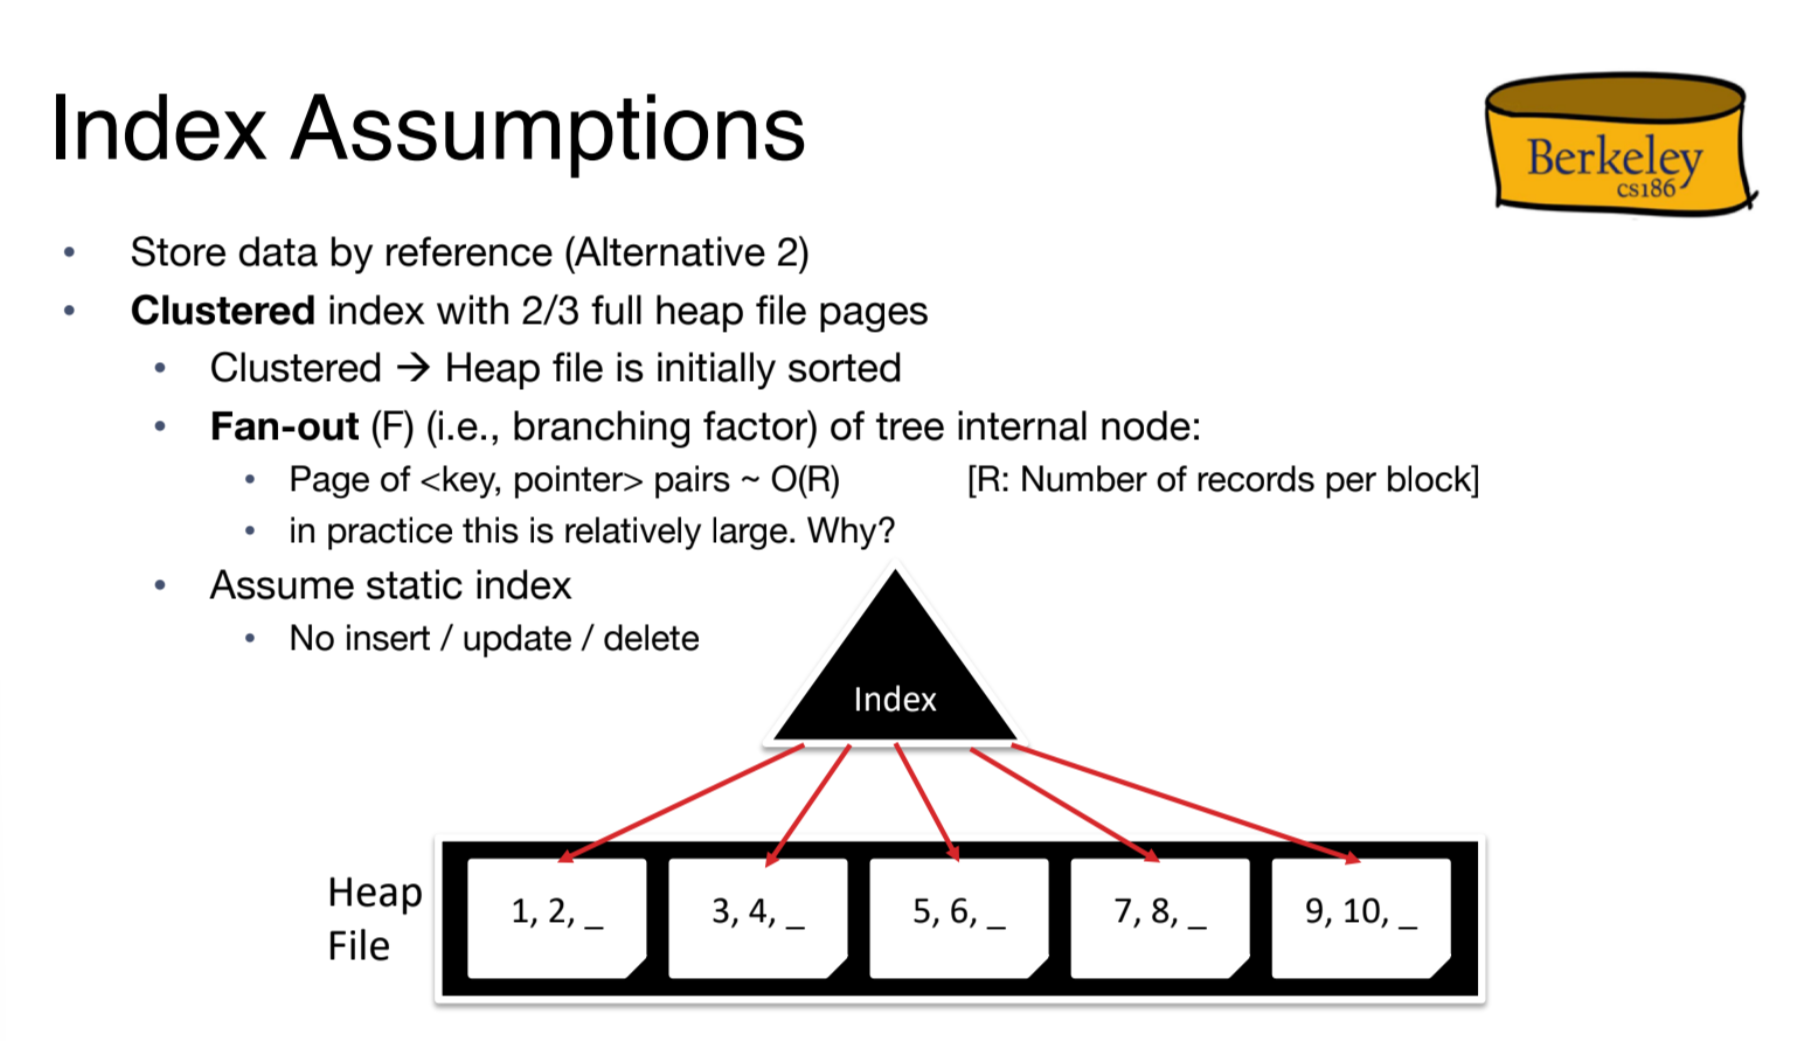 Index Assumptions
Berkeley
cs186
• Store data by reference (Alternative 2)
• Clustered index with 2/3 full heap file pages
• Clustered → Heap file is initially sorted
• Fan-out (F) (i.e., branching factor) of tree internal node:
• Page of <key, pointer> pairs ~ O(R) [R: Number of records per block]
• in practice this is relatively large. Why?
• Assume static index
• No insert / update / delete
Index
Heap
File
1, 2, _
3, 4, _
5, 6, _
7, 8, _
9, 10, _